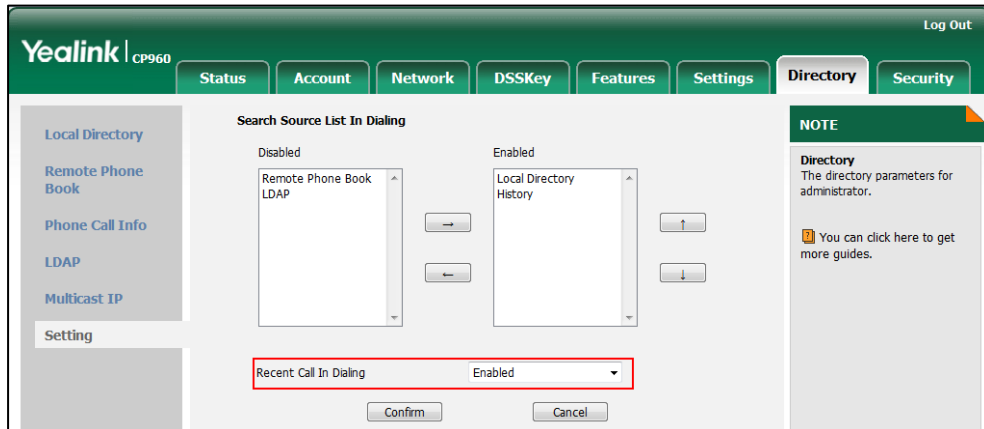 Log Out
Yealink | CP960
Status Account Network DSSKey Features Settings Directory Security
Local Directory
Remote Phone
Book
Phone Call Info
LDAP
Multicast IP
Setting
Search Source List In Dialing
Disabled
Remote Phone Book
LDAP
→
←
Enabled
Local Directory
History
↑
↓
Recent Call In Dialing Enabled
Confirm Cancel
NOTE
Directory
The directory parameters for
administrator.
? You can click here to get
more guides.